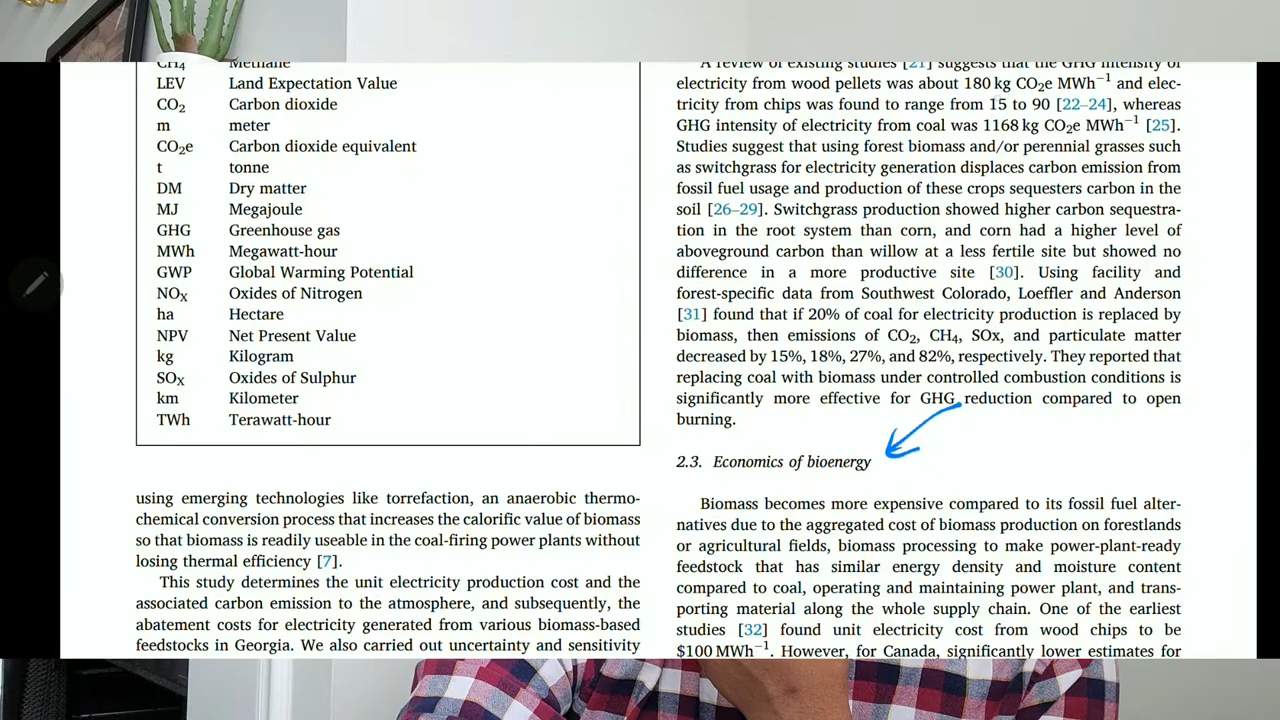 CH4 Methane
LEV Land Expectation Value
CO2 Carbon dioxide
m meter
CO2e Carbon dioxide equivalent
t tonne
DM Dry matter
MJ Megajoule
GHG Greenhouse gas
MWh Megawatt-hour
GWP Global Warming Potential
NOX Oxides of Nitrogen
ha Hectare
NPV Net Present Value
kg Kilogram
SOX Oxides of Sulphur
km Kilometer
TWh Terawatt-hour
using emerging technologies like torrefaction, an anaerobic thermo-
chemical conversion process that increases the calorific value of biomass
so that biomass is readily useable in the coal-firing power plants without
losing thermal efficiency [7].
This study determines the unit electricity production cost and the
associated carbon emission to the atmosphere, and subsequently, the
abatement costs for electricity generated from various biomass-based
feedstocks in Georgia. We also carried out uncertainty and sensitivity
A review of existing studies [21] suggests that the GHG intensity of
electricity from wood pellets was about 180 kg CO2e MWh−1 and elec-
tricity from chips was found to range from 15 to 90 [22–24], whereas
GHG intensity of electricity from coal was 1168 kg CO2e MWh−1 [25].
Studies suggest that using forest biomass and/or perennial grasses such
as switchgrass for electricity generation displaces carbon emission from
fossil fuel usage and production of these crops sequesters carbon in the
soil [26–29]. Switchgrass production showed higher carbon sequestra-
tion in the root system than corn, and corn had a higher level of
aboveground carbon than willow at a less fertile site but showed no
difference in a more productive site [30]. Using facility and
forest-specific data from Southwest Colorado, Loeffler and Anderson
[31] found that if 20% of coal for electricity production is replaced by
biomass, then emissions of CO2, CH4, SOx, and particulate matter
decreased by 15%, 18%, 27%, and 82%, respectively. They reported that
replacing coal with biomass under controlled combustion conditions is
significantly more effective for GHG reduction compared to open
burning.
2.3. Economics of bioenergy
Biomass becomes more expensive compared to its fossil fuel alter-
natives due to the aggregated cost of biomass production on forestlands
or agricultural fields, biomass processing to make power-plant-ready
feedstock that has similar energy density and moisture content
compared to coal, operating and maintaining power plant, and trans-
porting material along the whole supply chain. One of the earliest
studies [32] found unit electricity cost from wood chips to be
$100 MWh−1. However, for Canada, significantly lower estimates for